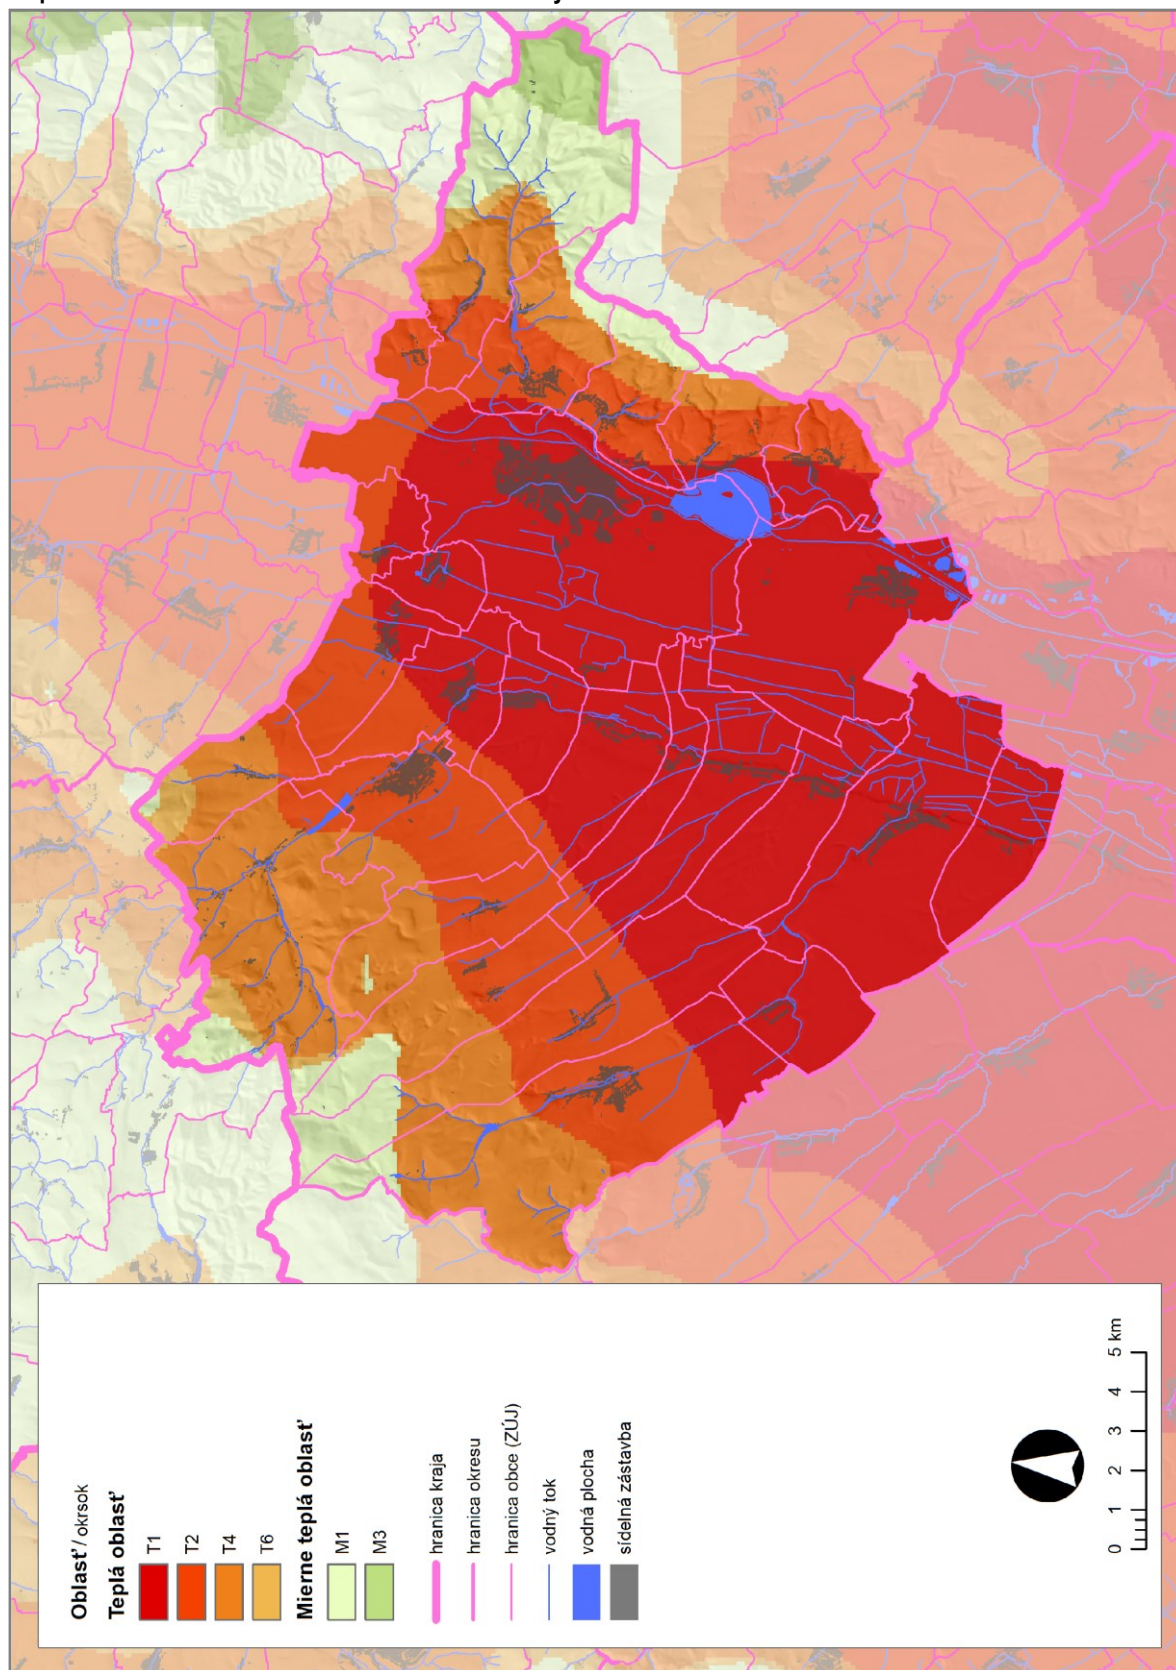 Oblasť / okrsok
Teplá oblasť
T1
T2
T4
T6
Mierne teplá oblasť
M1
M3
hranica kraja
hranica okresu
hranica obce (ZÚJ)
vodný tok
vodná plocha
sídelná zástavba
0 1 2 3 4 5 km